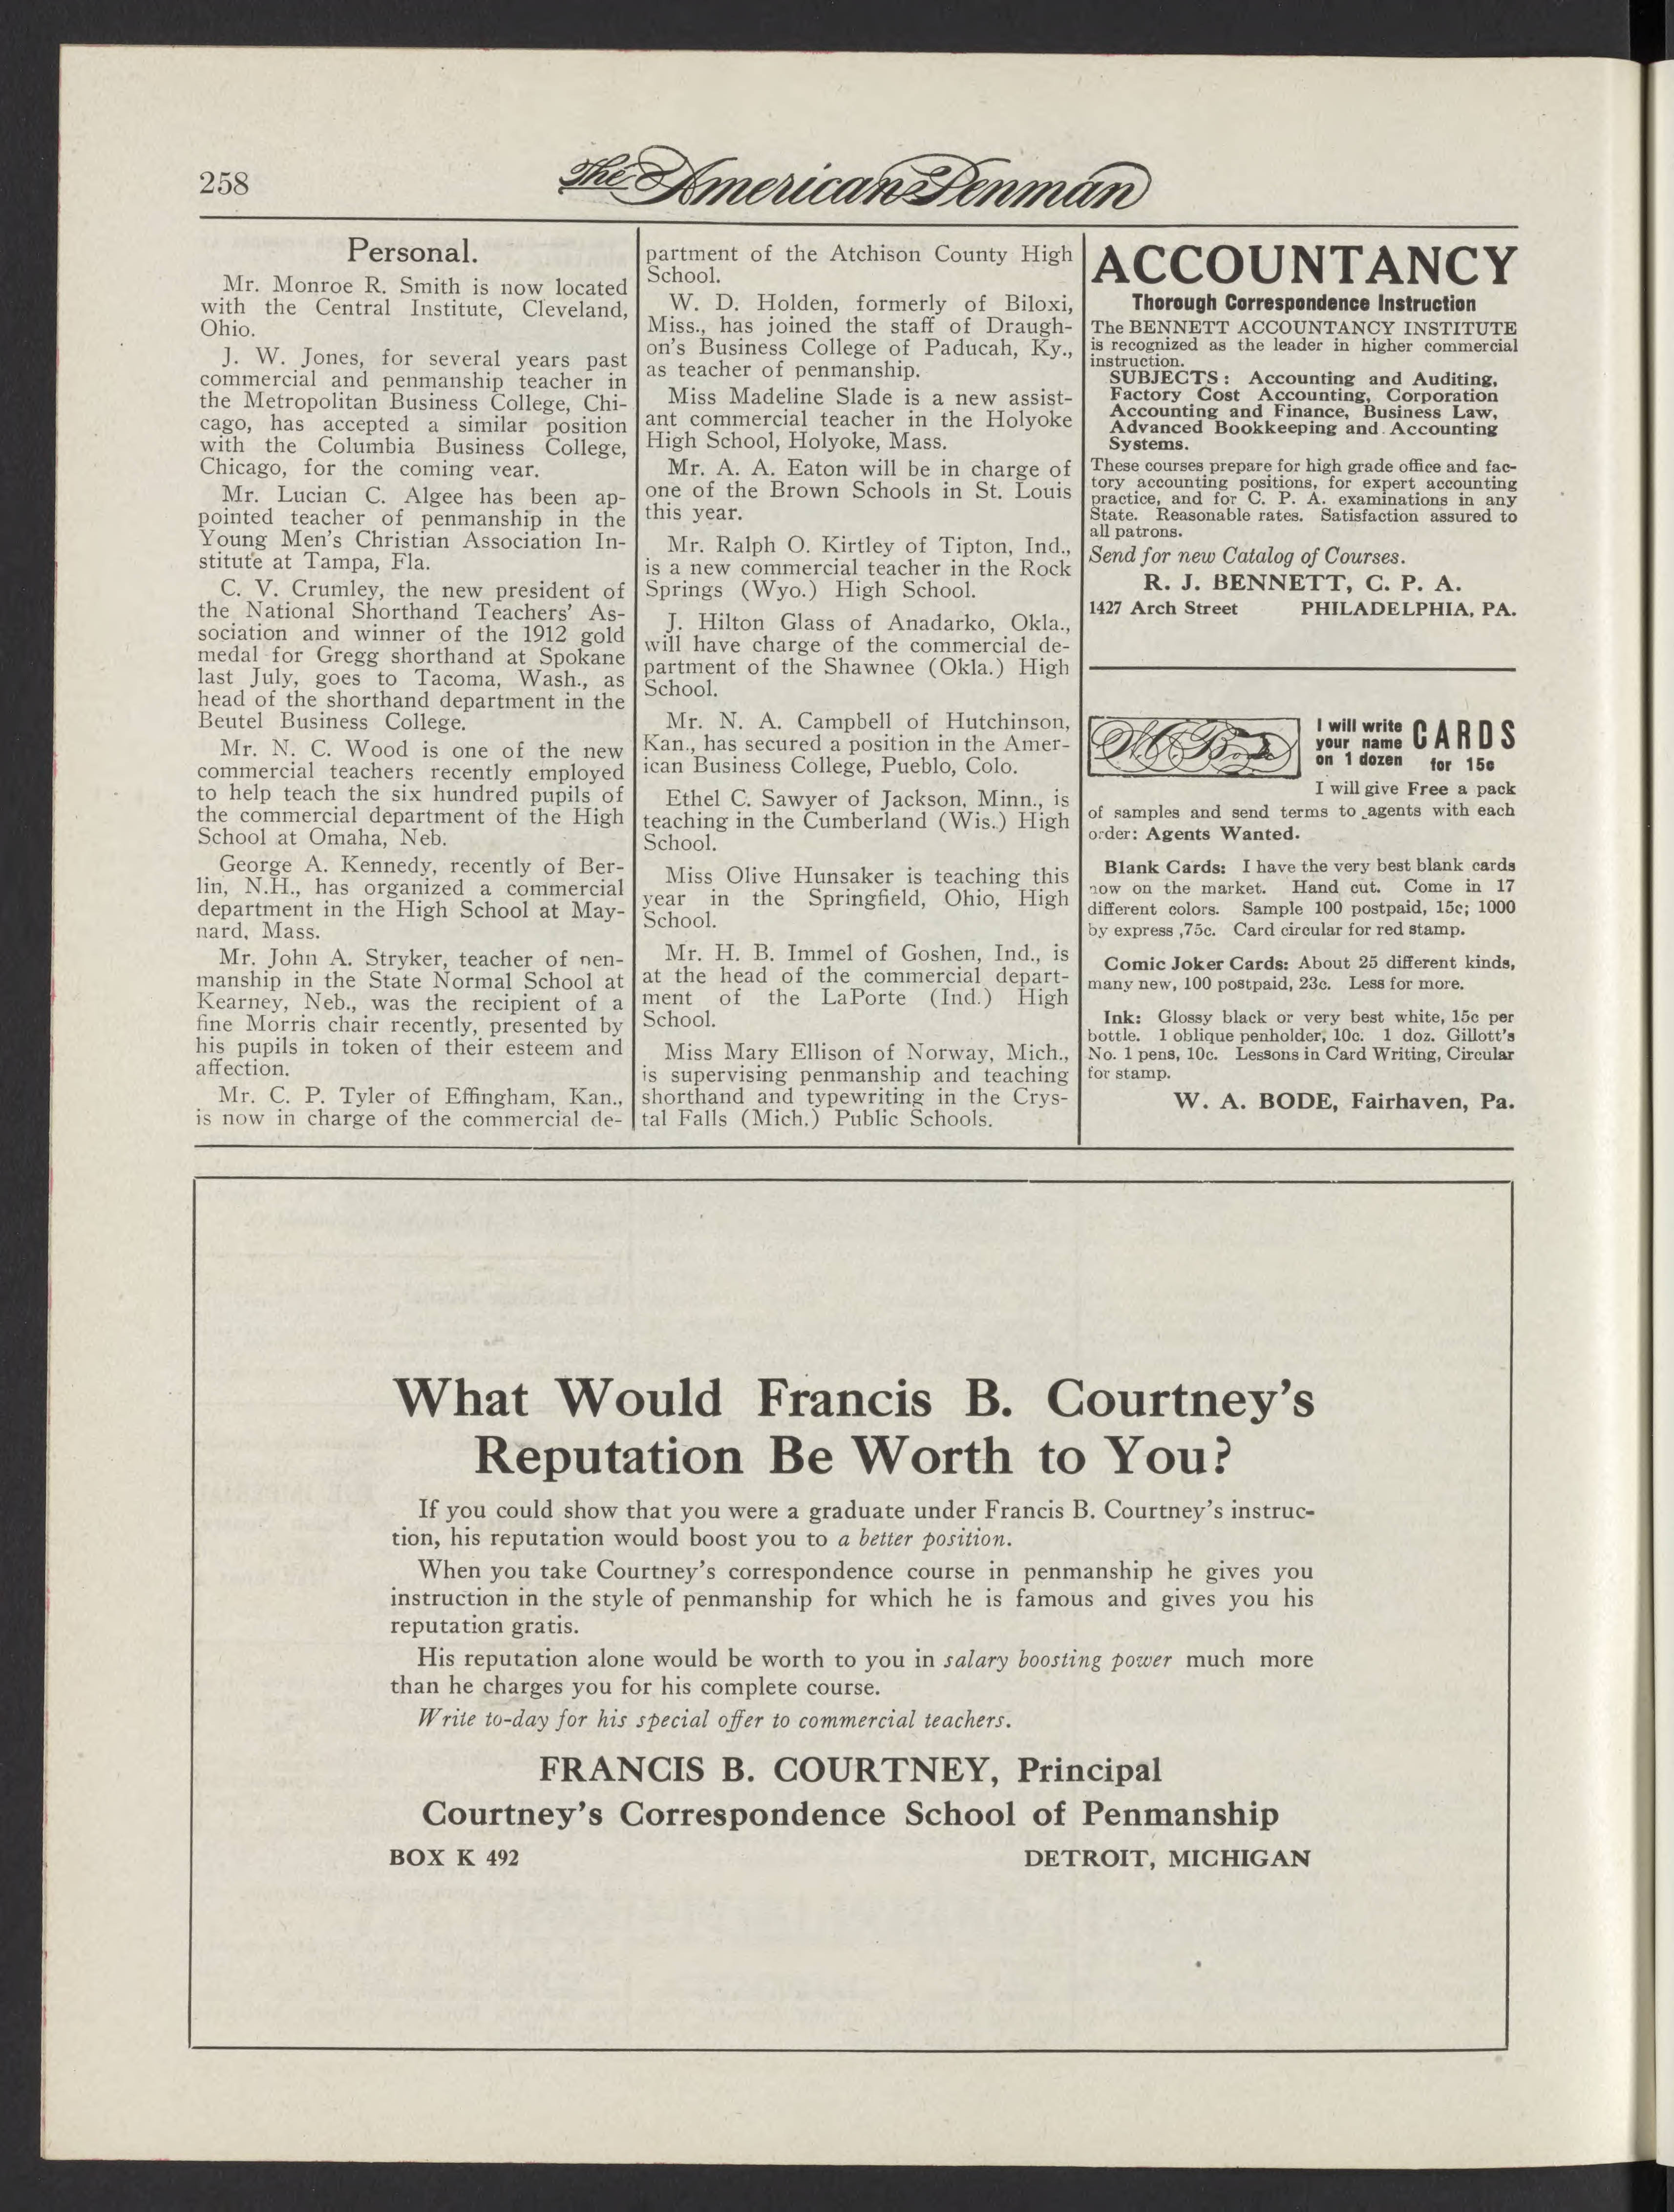 258
The American Penman
Personal.
Mr. Monroe R. Smith is now located
with the Central Institute, Cleveland,
Ohio.
J. W. Jones, for several years past
commercial and penmanship teacher in
the Metropolitan Business College, Chi-
cago, has accepted a similar position
with the Columbia Business College,
Chicago, for the coming vear.
Mr. Lucian C. Algee has been ap-
pointed teacher of penmanship in the
Young Men's Christian Association In-
stitute at Tampa, Fla.
C. V. Crumley, the new president of
the National Shorthand Teachers' As-
sociation and winner of the 1912 gold
medal for Gregg shorthand at Spokane
last July, goes to Tacoma, Wash., as
head of the shorthand department in the
Beutel Business College.
Mr. N. C. Wood is one of the new
commercial teachers recently employed
to help teach the six hundred pupils of
the commercial department of the High
School at Omaha, Neb.
George A. Kennedy, recently of Ber-
lin, N.H., has organized a commercial
department in the High School at May-
nard, Mass.
Mr. John A. Stryker, teacher of pen-
manship in the State Normal School at
Kearney, Neb., was the recipient of a
fine Morris chair recently, presented by
his pupils in token of their esteem and
affection.
Mr. C. P. Tyler of Effingham, Kan.,
is now in charge of the commercial de-
partment of the Atchison County High
School.
W. D. Holden, formerly of Biloxi,
Miss., has joined the staff of Draugh-
on's Business College of Paducah, Ky.,
as teacher of penmanship.
Miss Madeline Slade is a new assist-
ant commercial teacher in the Holyoke
High School, Holyoke, Mass.
Mr. A. A. Eaton will be in charge of
one of the Brown Schools in St. Louis
this year.
Mr. Ralph O. Kirtley of Tipton, Ind.,
is a new commercial teacher in the Rock
Springs (Wyo.) High School.
J. Hilton Glass of Anadarko, Okla.,
will have charge of the commercial de-
partment of the Shawnee (Okla.) High
School.
Mr. N. A. Campbell of Hutchinson,
Kan., has secured a position in the Amer-
ican Business College, Pueblo, Colo.
Ethel C. Sawyer of Jackson, Minn., is
teaching in the Cumberland (Wis.) High
School.
Miss Olive Hunsaker is teaching this
year in the Springfield, Ohio, High
School.
Mr. H. B. Immel of Goshen, Ind., is
at the head of the commercial depart-
ment of the LaPorte (Ind.) High
School.
Miss Mary Ellison of Norway, Mich.,
is supervising penmanship and teaching
shorthand and typewriting in the Crys-
tal Falls (Mich.) Public Schools.
ACCOUNTANCY
Thorough Correspondence Instruction
The BENNETT ACCOUNTANCY INSTITUTE
is recognized as the leader in higher commercial
instruction.
SUBJECTS: Accounting and Auditing,
Factory Cost Accounting, Corporation
Accounting and Finance, Business Law,
Advanced Bookkeeping and Accounting
Systems.
These courses prepare for high grade office and fac-
tory accounting positions, for expert accounting
practice, and for C. P. A. examinations in any
State. Reasonable rates. Satisfaction assured to
all patrons.
Send for new Catalog of Courses.
R. J. BENNETT, C. P. A.
1427 Arch Street PHILADELPHIA, PA.
I will write
your name
on 1 dozen
CARDS
for 15c
I will give Free a pack
of samples and send terms to agents with each
order: Agents Wanted.
Blank Cards: I have the very best blank cards
now on the market. Hand cut. Come in 17
different colors. Sample 100 postpaid, 15c; 1000
by express ,75c. Card circular for red stamp.
Comic Joker Cards: About 25 different kinds,
many new, 100 postpaid, 23c. Less for more.
Ink: Glossy black or very best white, 15c per
bottle. 1 oblique penholder, 10c. 1 doz. Gillott's
No. 1 pens, 10c. Lessons in Card Writing, Circular
for stamp.
W. A. BODE, Fairhaven, Pa.
What Would Francis B. Courtney's
Reputation Be Worth to You?
If you could show that you were a graduate under Francis B. Courtney's instruc-
tion, his reputation would boost you to a better position.
When you take Courtney's correspondence course in penmanship he gives you
instruction in the style of penmanship for which he is famous and gives you his
reputation gratis.
His reputation alone would be worth to you in salary boosting power much more
than he charges you for his complete course.
Write to-day for his special offer to commercial teachers.
FRANCIS B. COURTNEY, Principal
Courtney's Correspondence School of Penmanship
BOX K 492 DETROIT, MICHIGAN